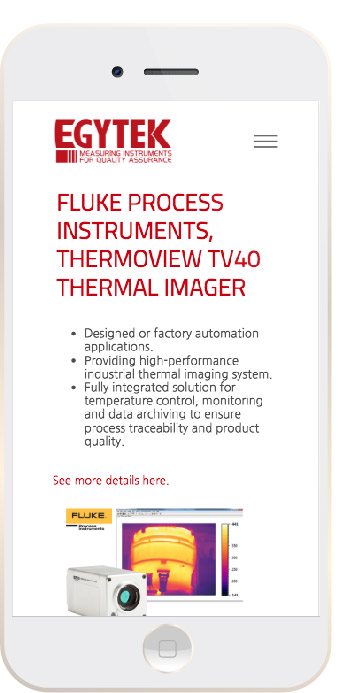 EGYTEK
MEASURING INSTRUMENTS
FOR QUALITY ASSURANCE
FLUKE PROCESS
INSTRUMENTS,
THERMOVIEW TV40
THERMAL IMAGER
• Designed or factory automation
applications.
• Providing high-performance
industrial thermal imaging system.
• Fully integrated solution for
temperature control, monitoring
and data archiving to ensure
process traceability and product
quality.
See more details here.
FLUKE.
Process
Instruments